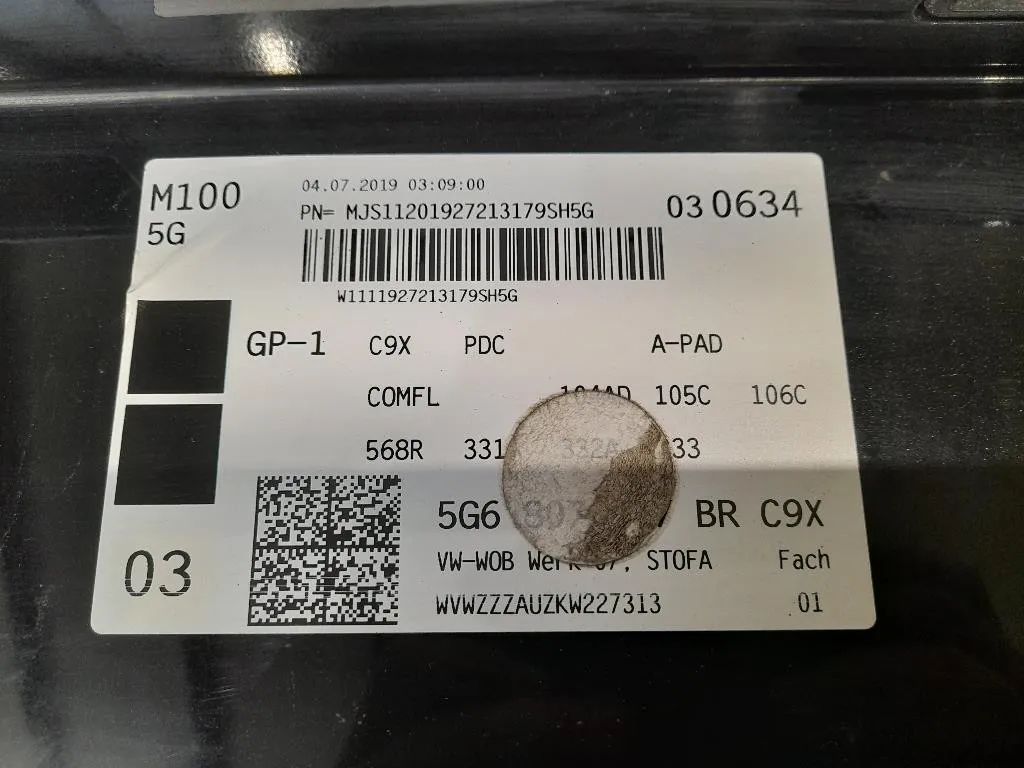 M100
5G
04.07.2019 03:09:00
PN= MJS11201927213179SH5G
03 0634
W1111927213179SH5G
GP-1 C9X PDC A-PAD
COMFL 105C 106C
568R 331
5G6 BR C9X
VW-WOB STOFA Fach
WVWZZZAUZKW227313 01
03